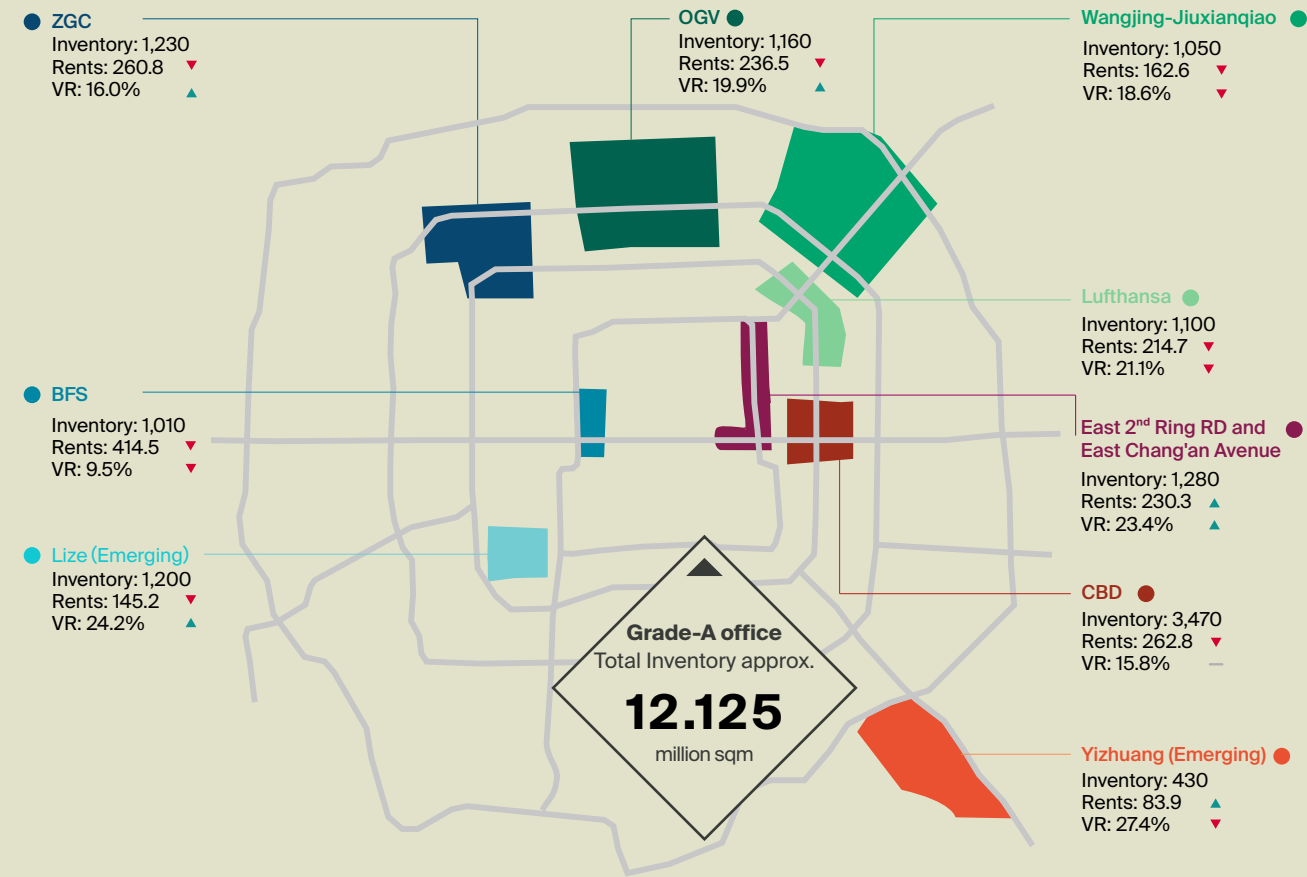 ZGC
Inventory: 1,230
Rents: 260.8
VR: 16.0%
OGV
Inventory: 1,160
Rents: 236.5
VR: 19.9%
Wangjing-Jiuxianqiao
Inventory: 1,050
Rents: 162.6
VR: 18.6%
Lufthansa
Inventory: 1,100
Rents: 214.7
VR: 21.1%
BFS
Inventory: 1,010
Rents: 414.5
VR: 9.5%
East 2nd Ring RD and
East Chang'an Avenue
Inventory: 1,280
Rents: 230.3
VR: 23.4%
Lize (Emerging)
Inventory: 1,200
Rents: 145.2
VR: 24.2%
CBD
Inventory: 3,470
Rents: 262.8
VR: 15.8%
Grade-A office
Total Inventory approx.
12.125
million sqm
Yizhuang (Emerging)
Inventory: 430
Rents: 83.9
VR: 27.4%